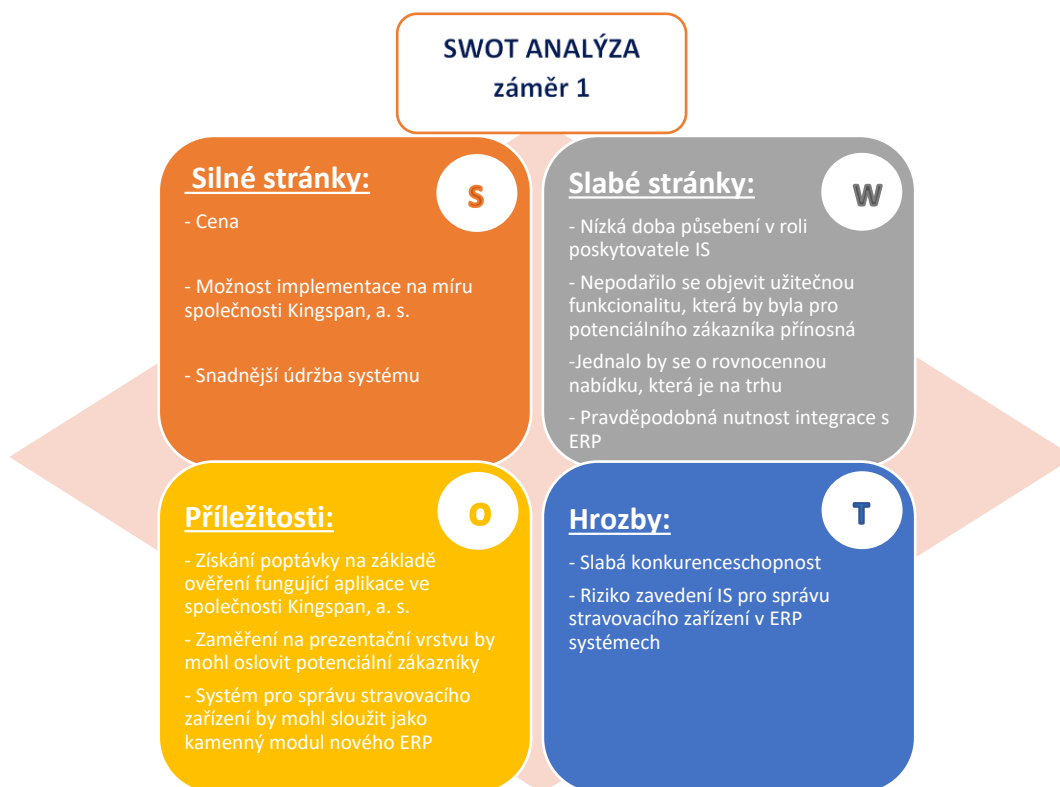 SWOT ANALÝZA
záměr 1
Silné stránky:
S
- Cena
- Možnost implementace na míru
společnosti Kingspan, a. s.
- Snadnější údržba systému
Slabé stránky:
W
- Nízká doba působení v roli
poskytovatele IS
- Nepodařilo se objevit užitečnou
funkcionalitu, která by byla pro
potenciálního zákazníka přínosná
-Jednalo by se o rovnocennou
nabídku, která je na trhu
- Pravděpodobná nutnost integrace s
ERP
Příležitosti:
O
- Získání poptávky na základě
ověření fungující aplikace ve
společnosti Kingspan, a. s.
- Zaměření na prezentační vrstvu by
mohl oslovit potenciální zákazníky
- Systém pro správu stravovacího
zařízení by mohl sloužit jako
kamenný modul nového ERP
Hrozby:
T
- Slabá konkurenceschopnost
- Riziko zavedení IS pro správu
stravovacího zařízení v ERP
systémech